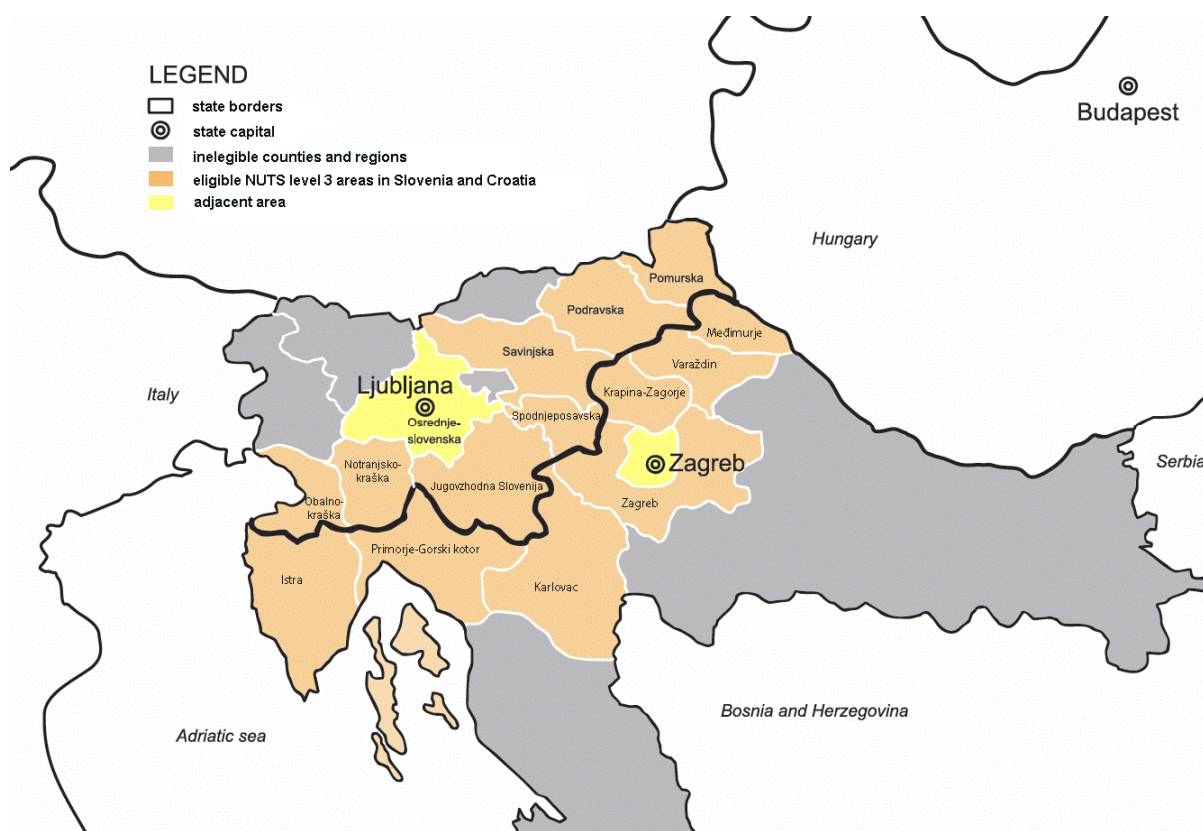 LEGEND
state borders
state capital
inelegible counties and regions
eligible NUTS level 3 areas in Slovenia and Croatia
adjacent area
Budapest
Hungary
Pomurska
Podravska
Međimurje
Savinjska
Varaždin
Italy
Ljubljana
Krapina-Zagorje
Osrednje-
slovenska
Spodnjeposavska
Serbia
Zagreb
Notranjsko-
kraška
Jugovzhodna Slovenija
Obalno-
kraška
Zagreb
Primorje-Gorski kotor
Istra
Karlovac
Bosnia and Herzegovina
Adriatic sea